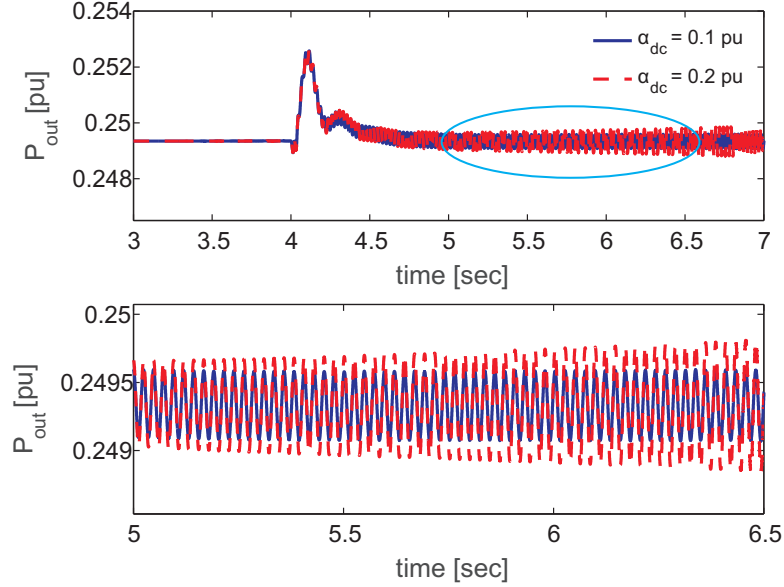 0.254
0.252
0.25
0.248
P_out [pu]
α_dc = 0.1 pu
α_dc = 0.2 pu
3 3.5 4 4.5 5 5.5 6 6.5 7
time [sec]
0.25
0.2495
0.249
P_out [pu]
5 5.5 6 6.5
time [sec]